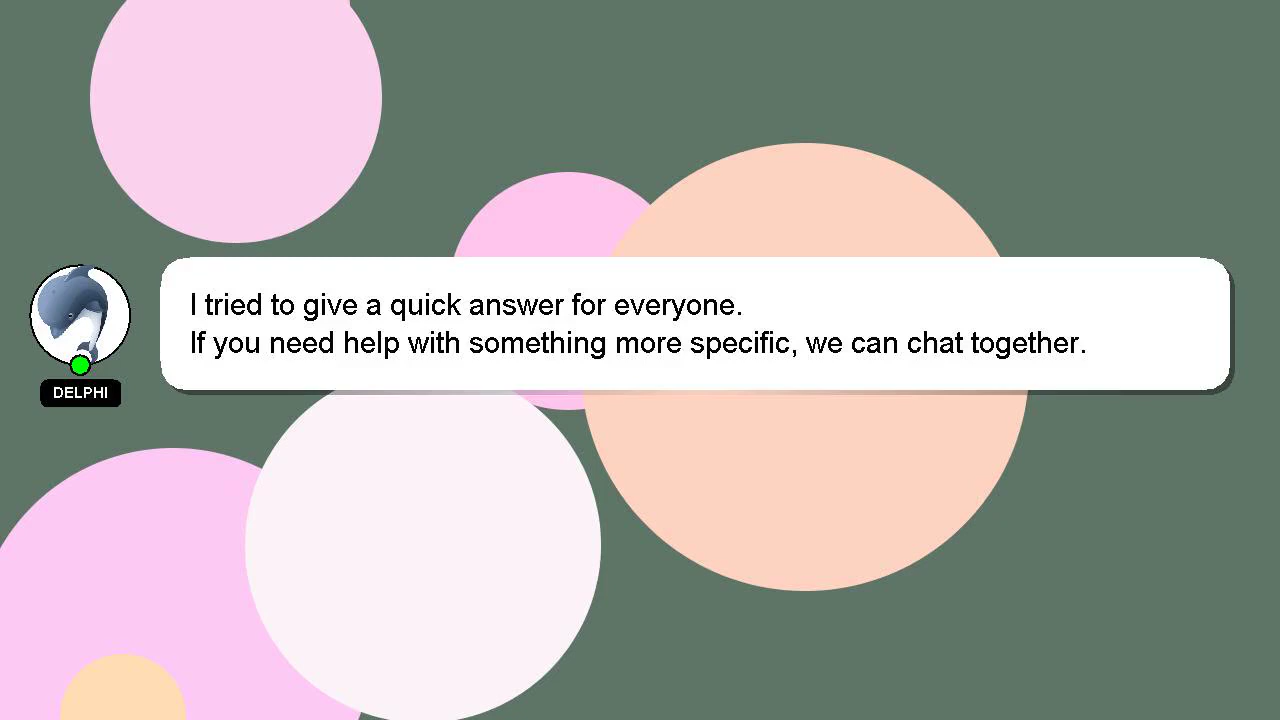 I tried to give a quick answer for everyone.
If you need help with something more specific, we can chat together.
DELPHI